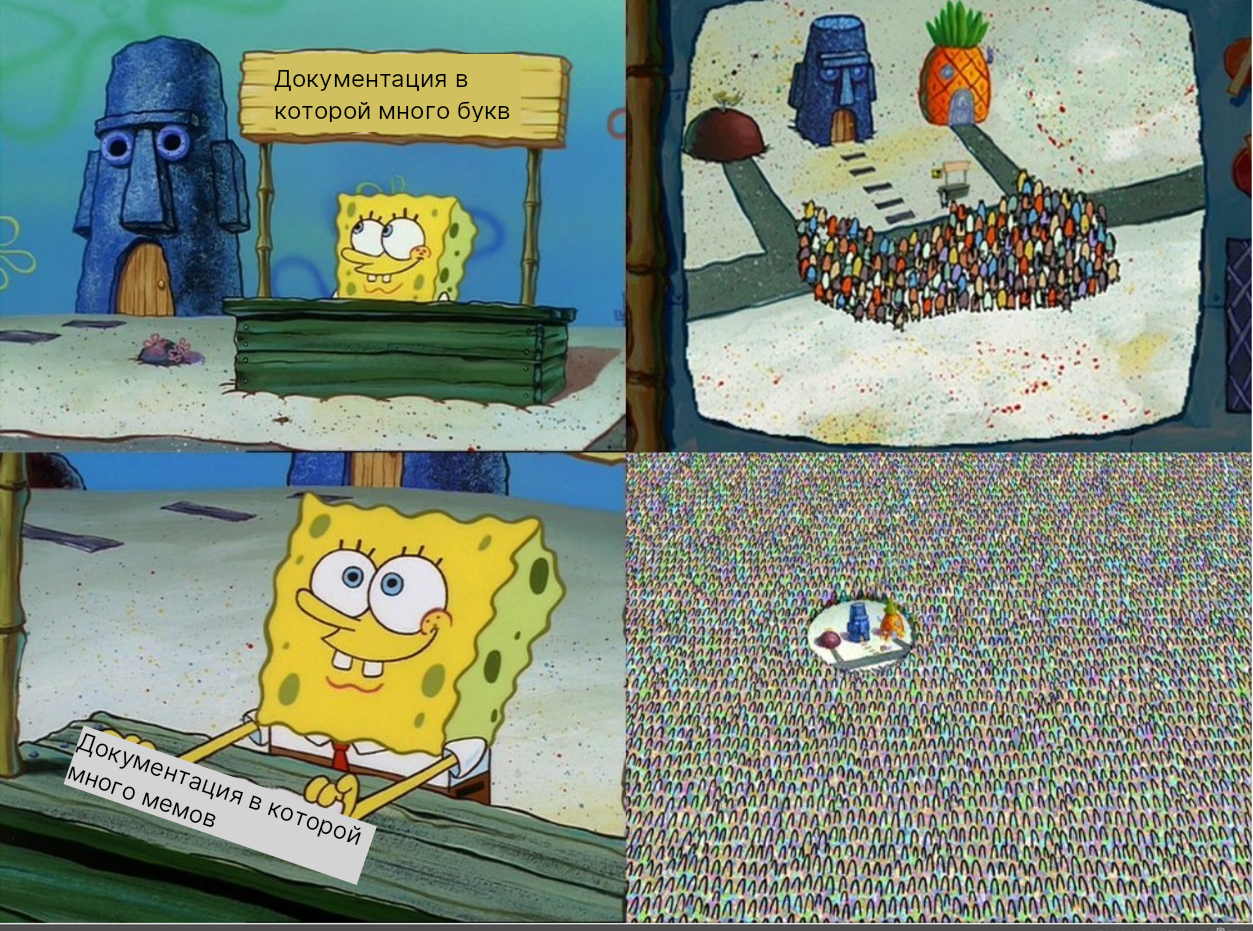 Документация в
которой много букв
Документация в которой
много мемов